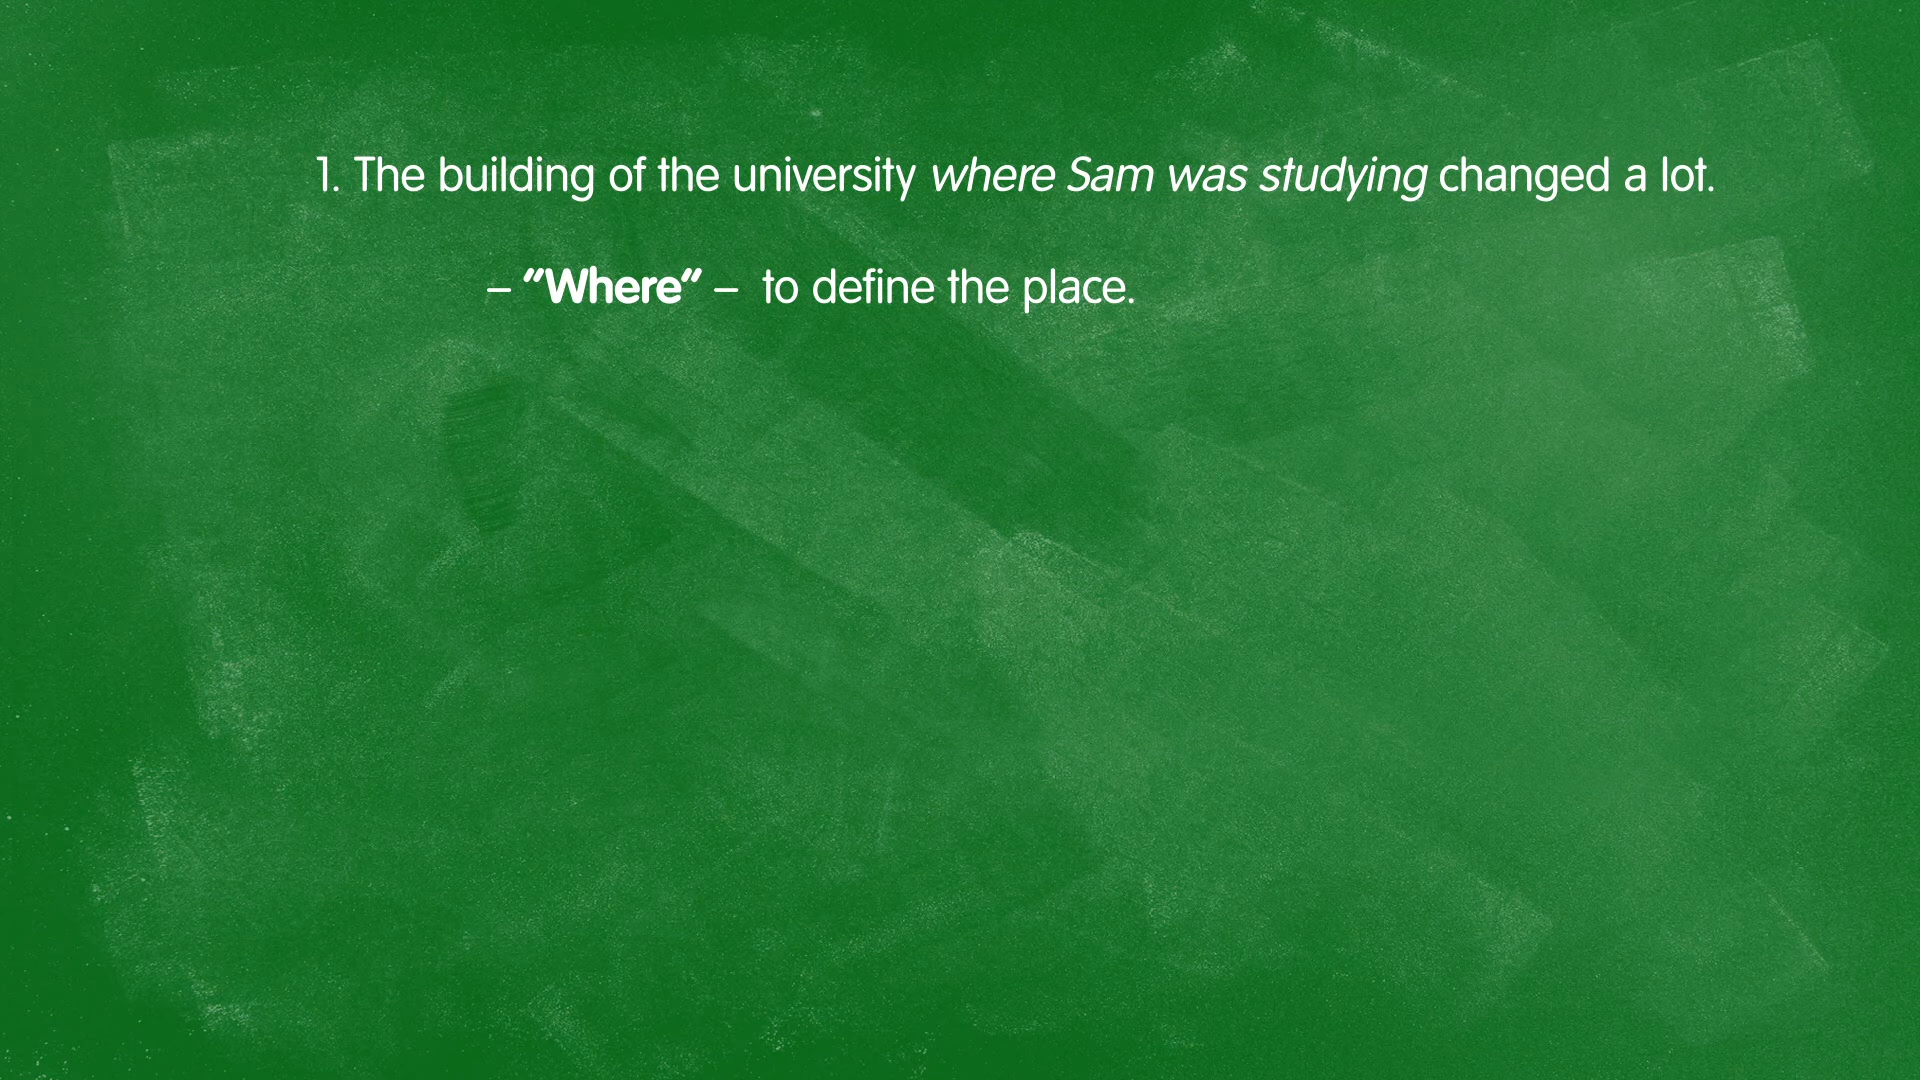 1. The building of the university where Sam was studying changed a lot.
– “Where” – to define the place.